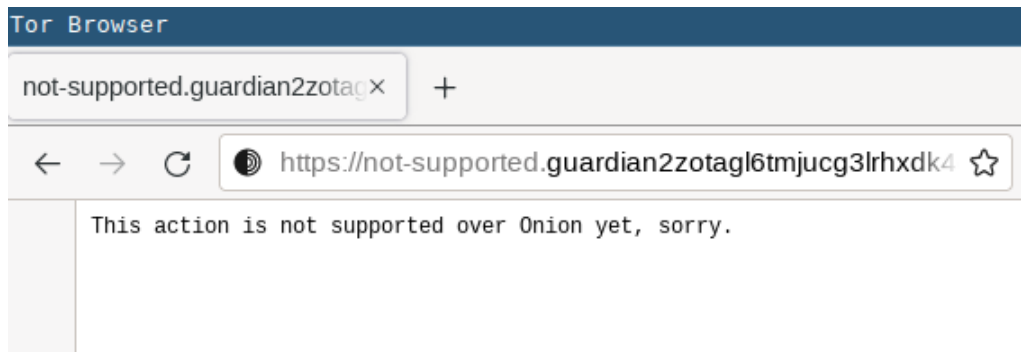 Tor Browser
not-supported.guardian2zotag
https://not-supported.guardian2zotagl6tmjucg3lrhxdk4
This action is not supported over Onion yet, sorry.